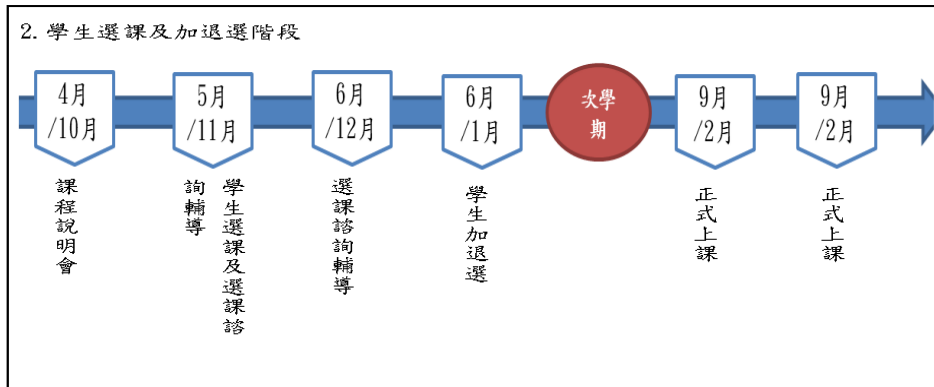 2. 學生選課及加退選階段
4月
/10月
5月
/11月
6月
/12月
6月
/1月
次學
期
9月
/2月
9月
/2月
課程說明會
學生選課及選課諮
詢輔導
選課諮詢輔導
學生加退選
正式上課
正式上課